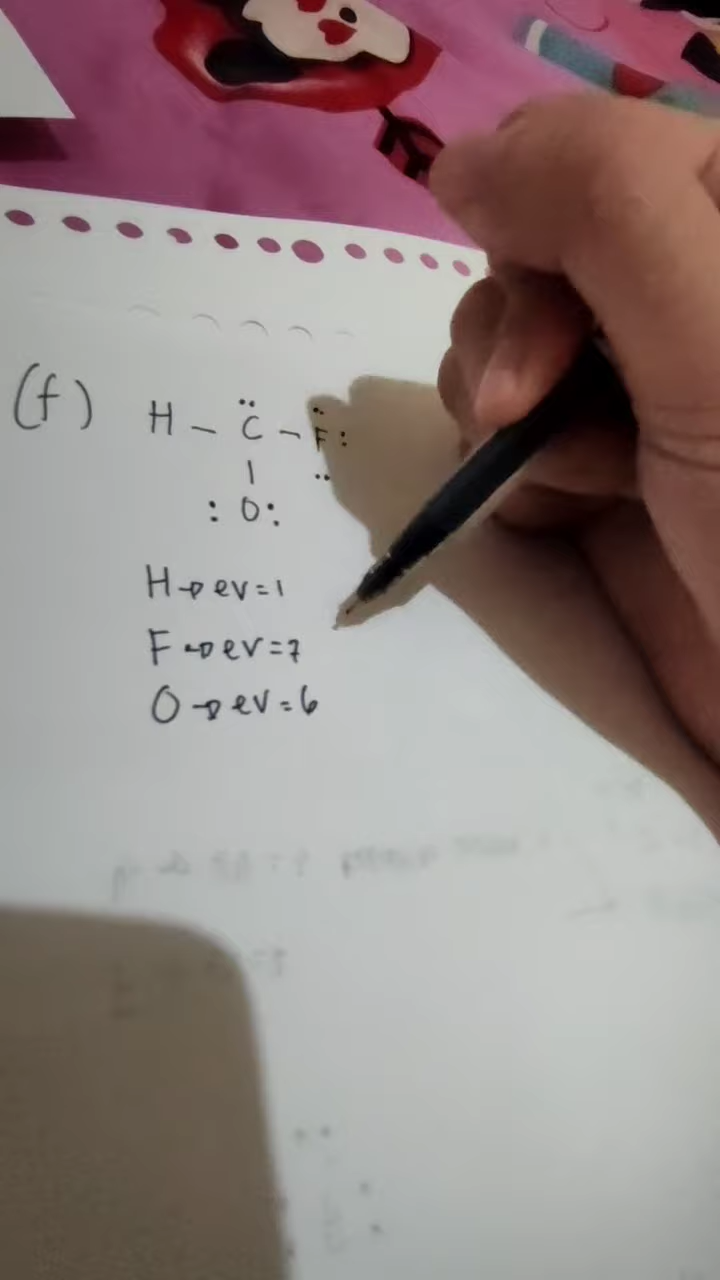 (f) H - C̈ - F̈:
|
..
:O:
H → ev = 1
F → ev = 7
O → ev = 6